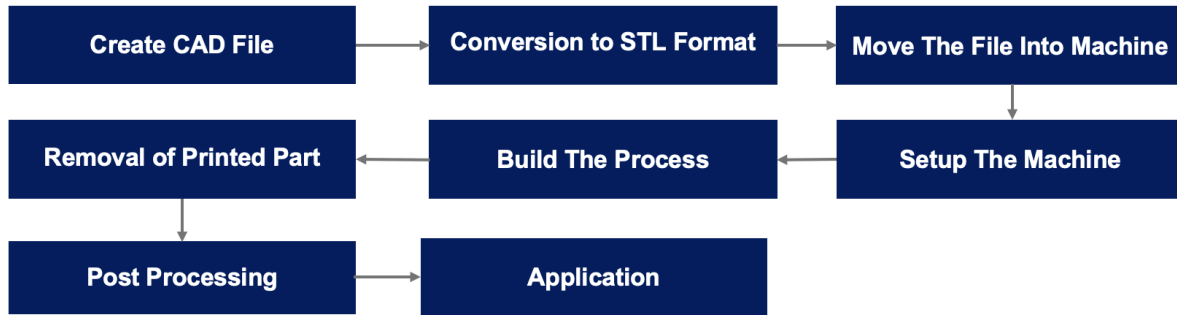 Create CAD File
Conversion to STL Format
Move The File Into Machine
Setup The Machine
Build The Process
Removal of Printed Part
Post Processing
Application